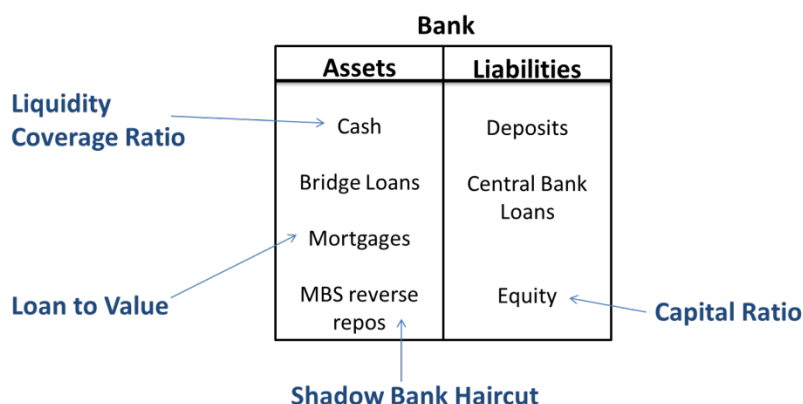 Bank
Assets
Liabilities
Liquidity
Coverage Ratio
Cash
Deposits
Bridge Loans
Central Bank
Loans
Mortgages
Loan to Value
MBS reverse
repos
Equity
Capital Ratio
Shadow Bank Haircut